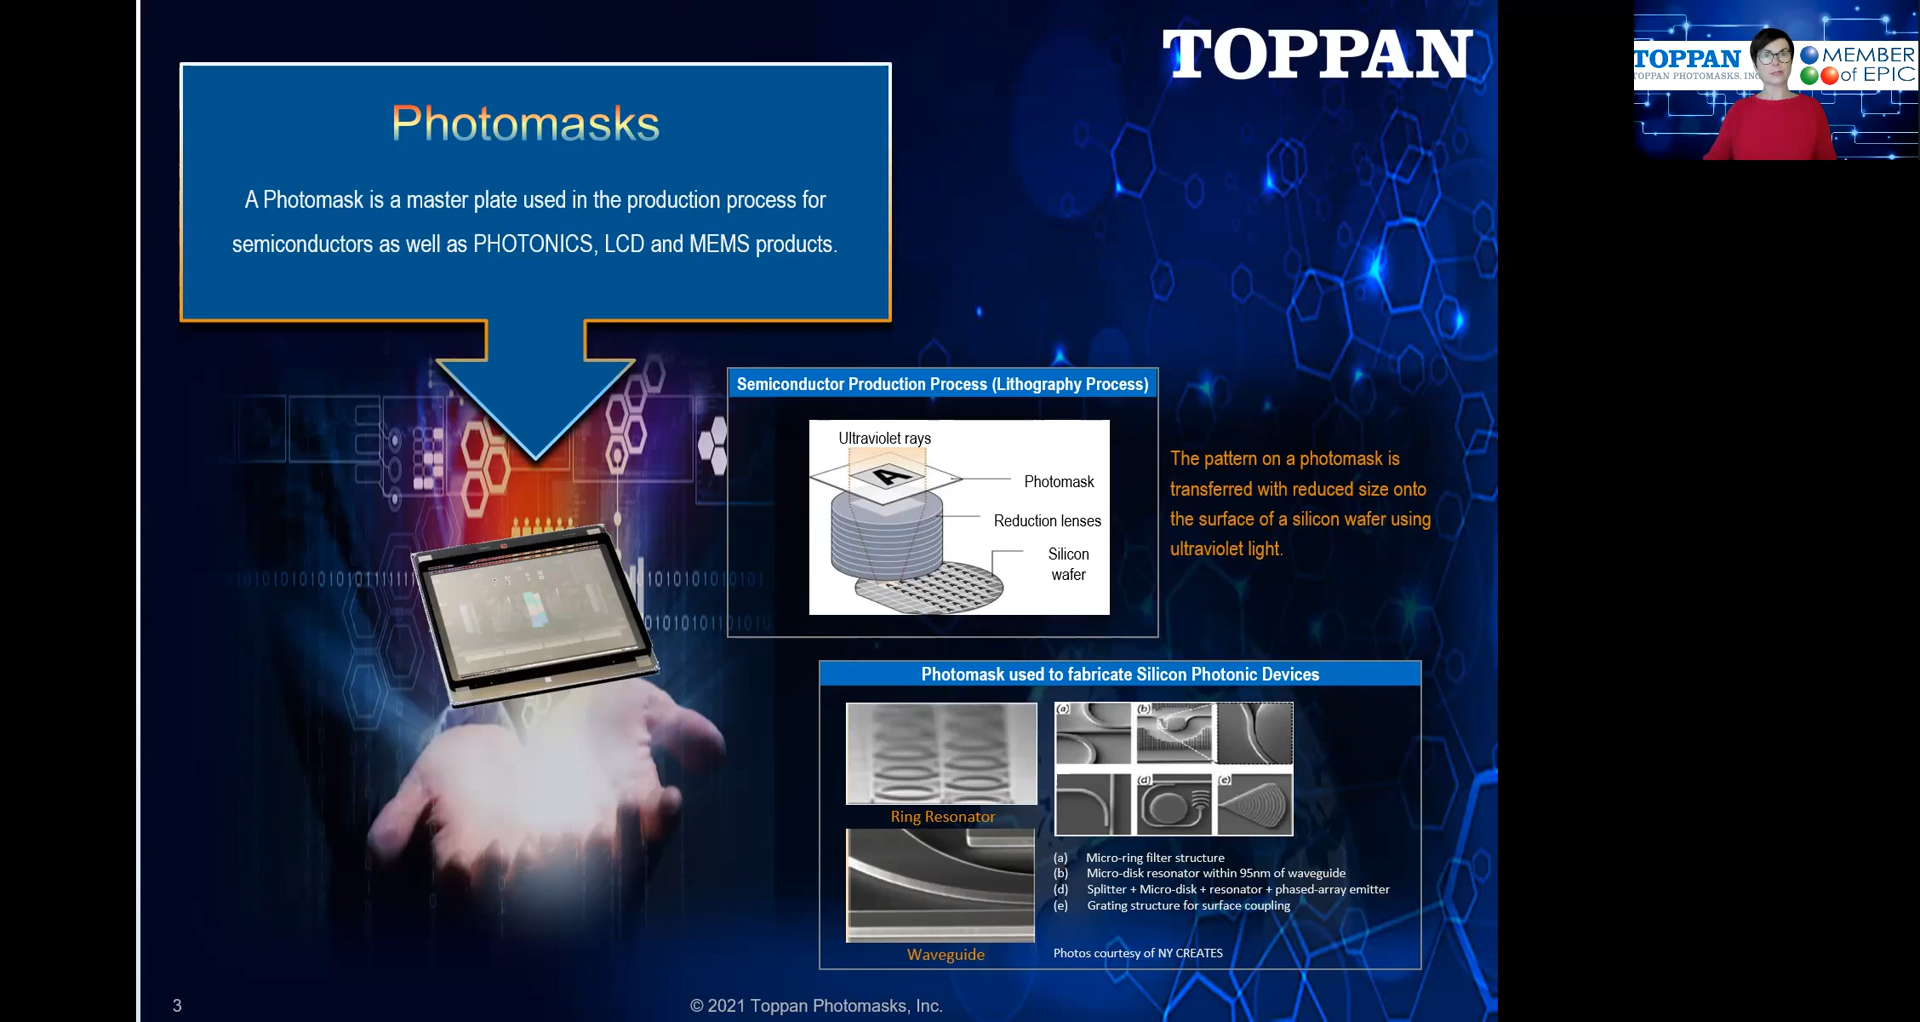 TOPPAN
Photomasks
A Photomask is a master plate used in the production process for
semiconductors as well as PHOTONICS, LCD and MEMS products.
Semiconductor Production Process (Lithography Process)
Ultraviolet rays
A
Photomask
Reduction lenses
Silicon
wafer
The pattern on a photomask is
transferred with reduced size onto
the surface of a silicon wafer using
ultraviolet light.
Photomask used to fabricate Silicon Photonic Devices
(a)
(b)
(d)
(e)
Ring Resonator
Waveguide
(a) Micro-ring filter structure
(b) Micro-disk resonator within 95nm of waveguide
(d) Splitter + Micro-disk + resonator + phased-array emitter
(e) Grating structure for surface coupling
Photos courtesy of NY CREATES
3
© 2021 Toppan Photomasks, Inc.
TOPPAN
TOPPAN PHOTOMASKS, INC
MEMBER
of EPIC